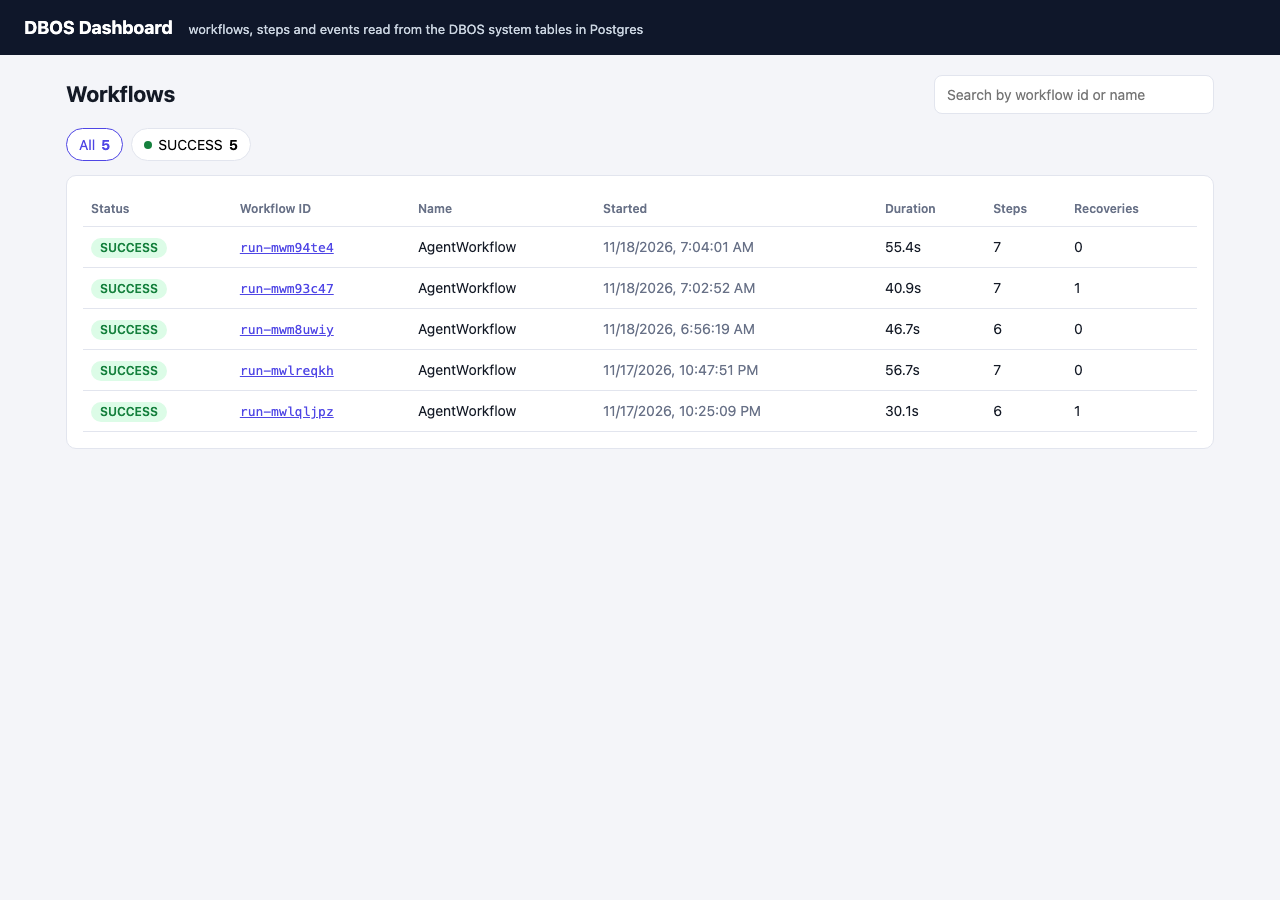 DBOS Dashboard workflows, steps and events read from the DBOS system tables in Postgres
Workflows
Search by workflow id or name
All 5 SUCCESS 5
Status Workflow ID Name Started Duration Steps Recoveries
SUCCESS run-mwm94te4 AgentWorkflow 11/18/2026, 7:04:01 AM 55.4s 7 0
SUCCESS run-mwm93c47 AgentWorkflow 11/18/2026, 7:02:52 AM 40.9s 7 1
SUCCESS run-mwm8uwiy AgentWorkflow 11/18/2026, 6:56:19 AM 46.7s 6 0
SUCCESS run-mwlreqkh AgentWorkflow 11/17/2026, 10:47:51 PM 56.7s 7 0
SUCCESS run-mwlqljpz AgentWorkflow 11/17/2026, 10:25:09 PM 30.1s 6 1